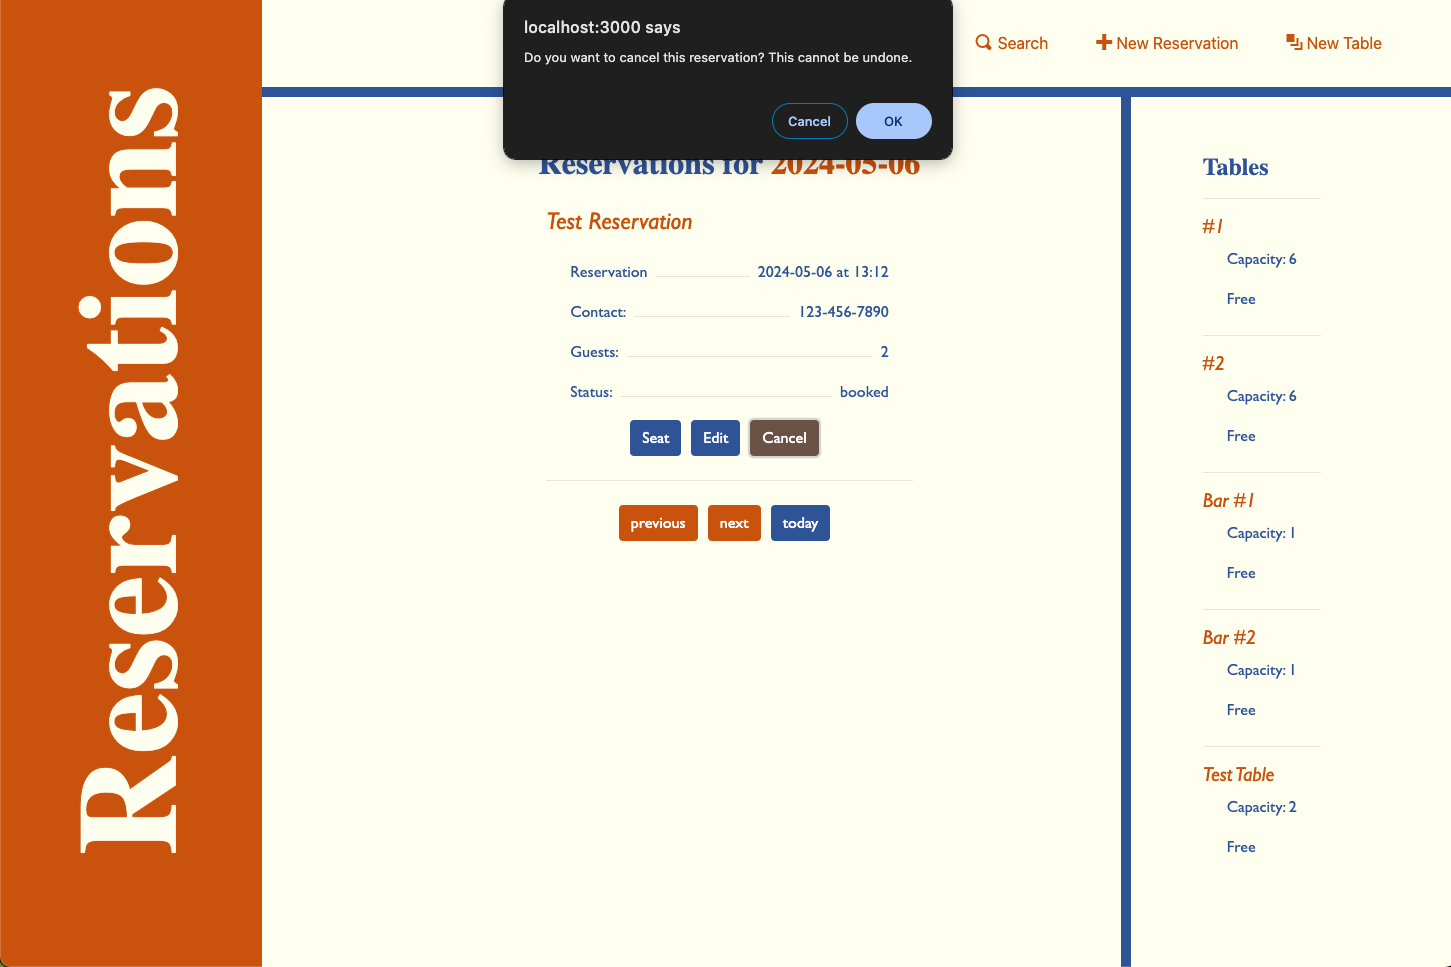 Reservations
localhost:3000 says
Do you want to cancel this reservation? This cannot be undone.
Cancel OK
Search New Reservation New Table
Reservations for 2024-05-06
Test Reservation
Reservation 2024-05-06 at 13:12
Contact: 123-456-7890
Guests: 2
Status: booked
Seat Edit Cancel
previous next today
Tables
#1
Capacity: 6
Free
#2
Capacity: 6
Free
Bar #1
Capacity: 1
Free
Bar #2
Capacity: 1
Free
Test Table
Capacity: 2
Free